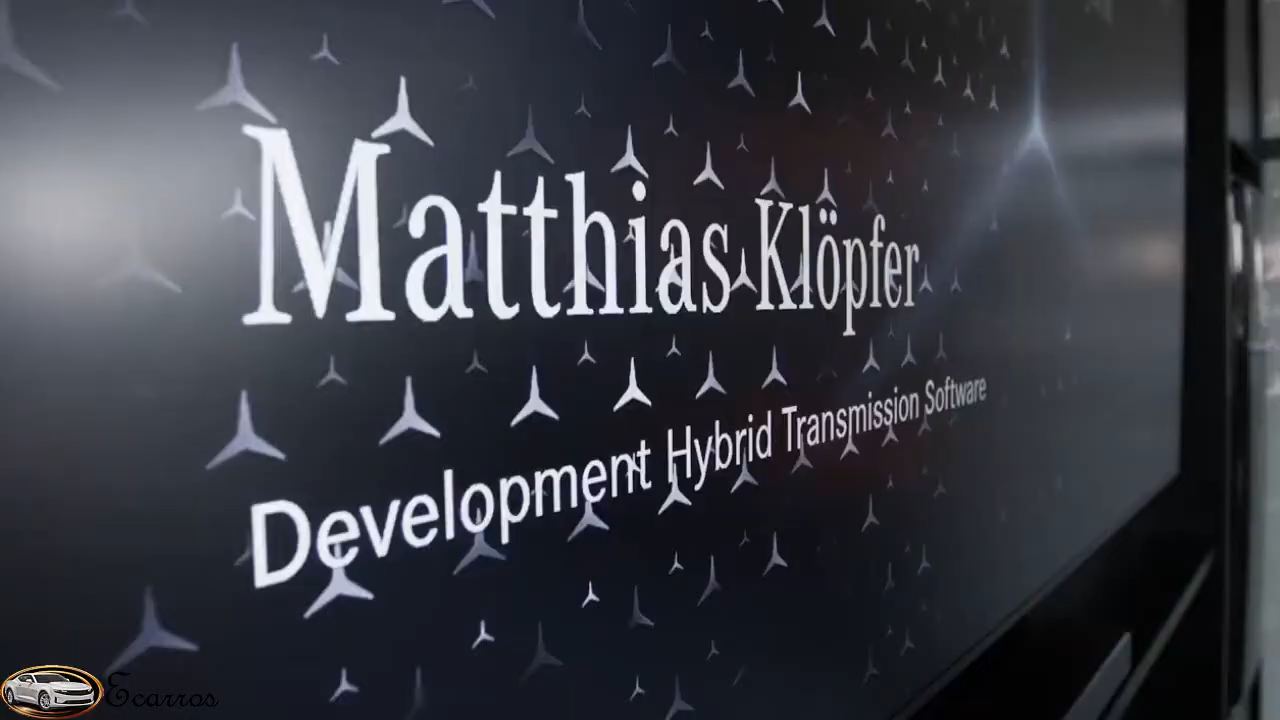 Matthias Klöpfer
Development Hybrid Transmission Software
Ecarros